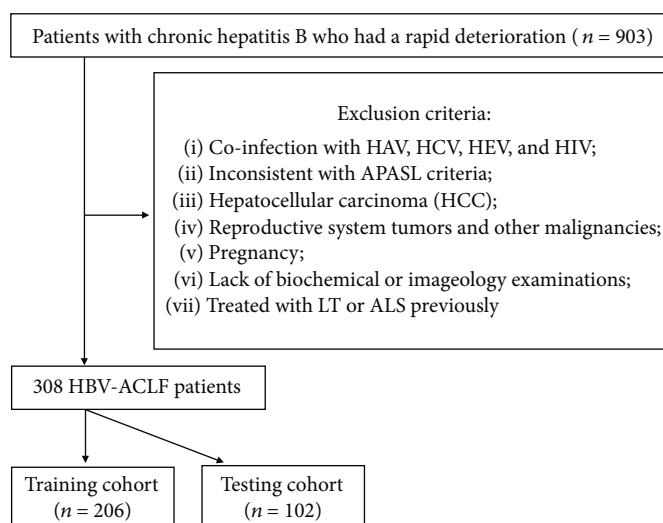 Patients with chronic hepatitis B who had a rapid deterioration (n = 903)
Exclusion criteria:
(i) Co-infection with HAV, HCV, HEV, and HIV;
(ii) Inconsistent with APASL criteria;
(iii) Hepatocellular carcinoma (HCC);
(iv) Reproductive system tumors and other malignancies;
(v) Pregnancy;
(vi) Lack of biochemical or imageology examinations;
(vii) Treated with LT or ALS previously
308 HBV-ACLF patients
Training cohort
(n = 206)
Testing cohort
(n = 102)